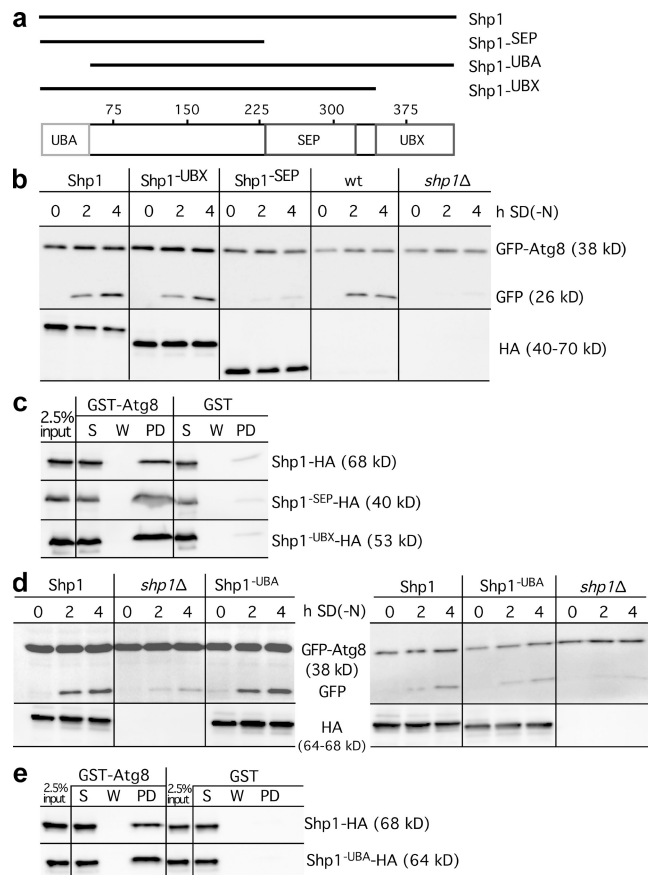 a
Shp1
Shp1-SEP
Shp1-UBA
Shp1-UBX
75 150 225 300 375
UBA SEP UBX
b
Shp1 Shp1-UBX Shp1-SEP wt shp1Δ
0 2 4 0 2 4 0 2 4 0 2 4 0 2 4 h SD(-N)
GFP-Atg8 (38 kD)
GFP (26 kD)
HA (40-70 kD)
c
GST-Atg8 GST
2.5% input S W PD S W PD
Shp1-HA (68 kD)
Shp1-SEP-HA (40 kD)
Shp1-UBX-HA (53 kD)
d
Shp1 shp1Δ Shp1-UBA Shp1 Shp1-UBA shp1Δ
0 2 4 0 2 4 0 2 4 h SD(-N) 0 2 4 0 2 4 0 2 4
GFP-Atg8
(38 kD)
GFP
HA
(64-68 kD)
e
GST-Atg8 GST
2.5% input S W PD 2.5% input S W PD
Shp1-HA (68 kD)
Shp1-UBA-HA (64 kD)